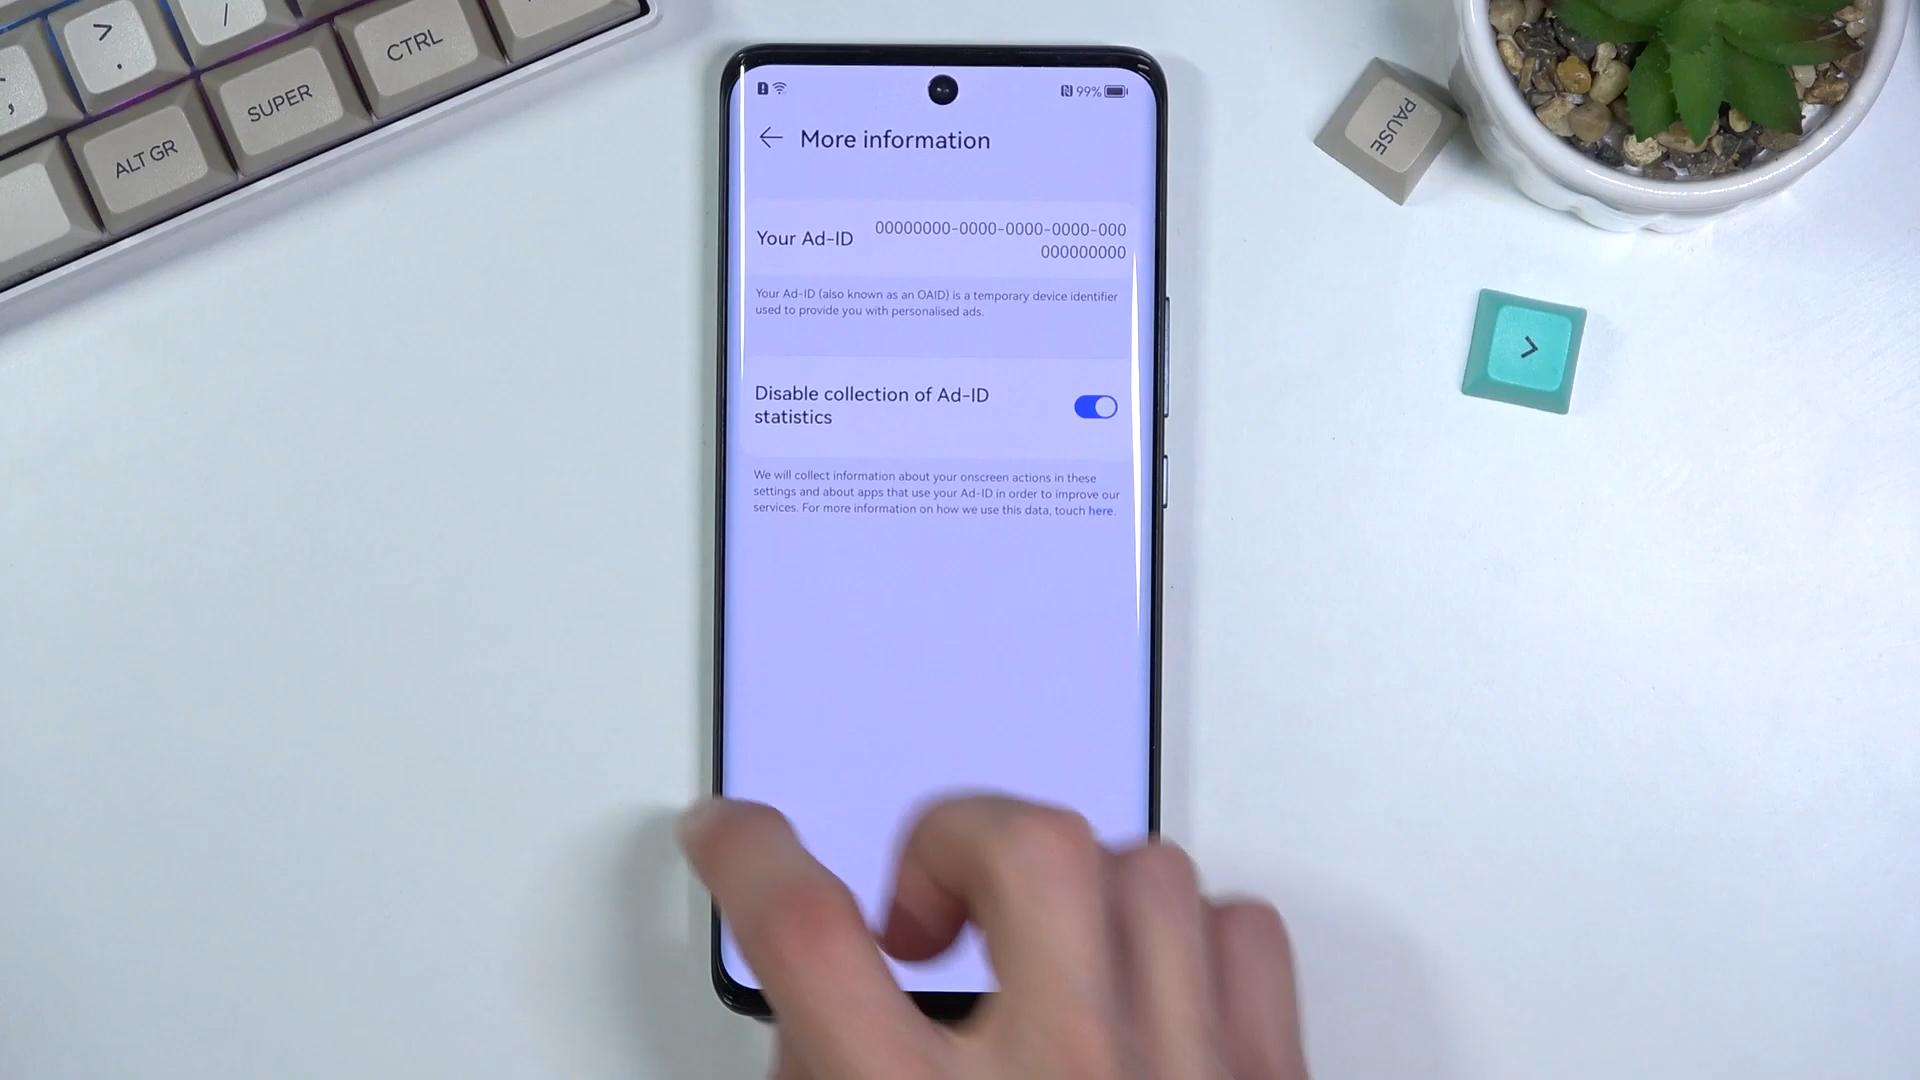 > .
/
CTRL
SUPER
ALT GR
;
99%
More information
Your Ad-ID
00000000-0000-0000-0000-000
000000000
Your Ad-ID (also known as an OAID) is a temporary device identifier
used to provide you with personalised ads.
Disable collection of Ad-ID
statistics
We will collect information about your onscreen actions in these
settings and about apps that use your Ad-ID in order to improve our
services. For more information on how we use this data, touch here.
PAUSE
>